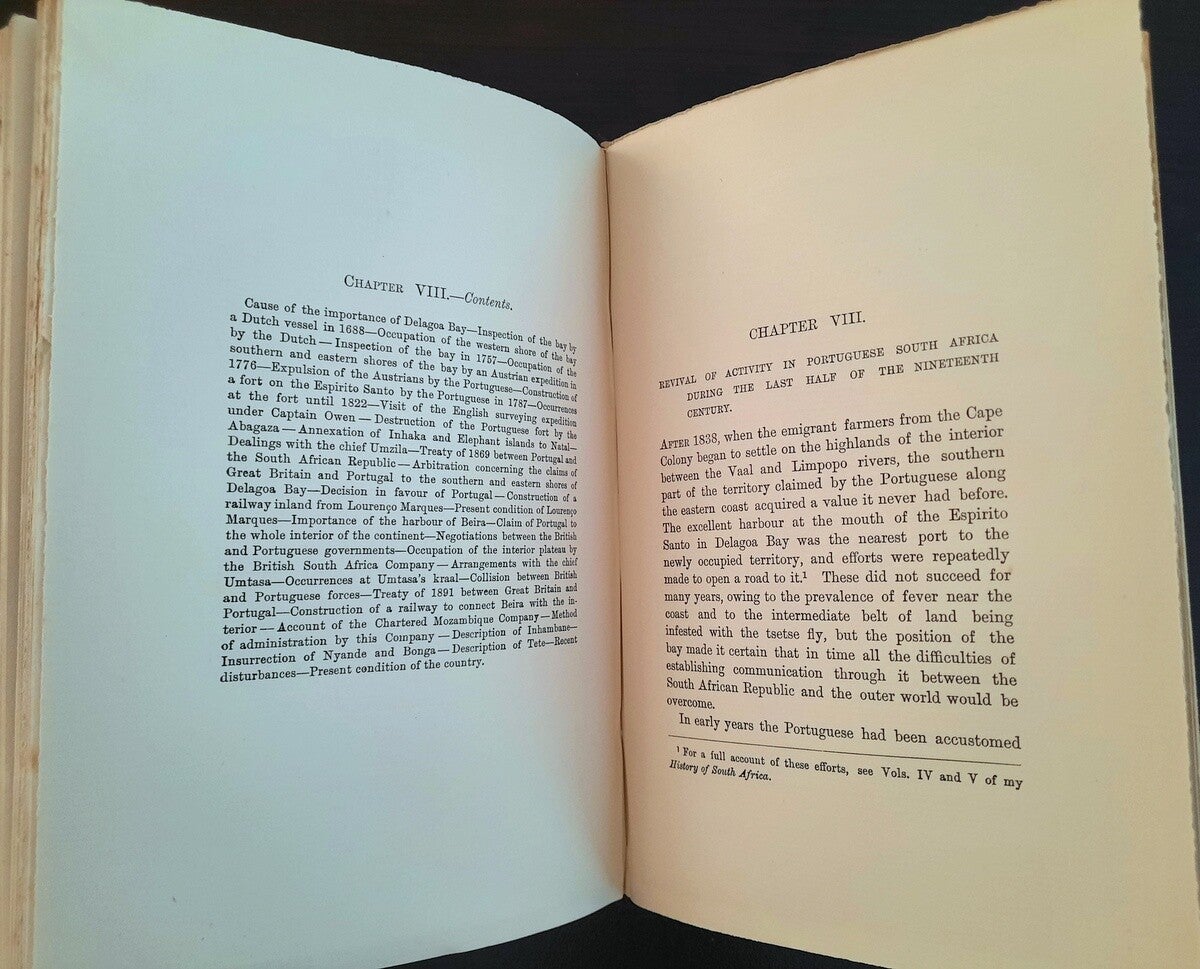 CHAPTER VIII.—Contents.
Cause of the importance of Delagoa Bay—Inspection of the bay by
a Dutch vessel in 1688—Occupation of the western shore of the bay
by the Dutch—Inspection of the bay in 1757—Occupation of the
southern and eastern shores of the bay by an Austrian expedition in
1776—Expulsion of the Austrians by the Portuguese—Construction of
a fort on the Espirito Santo by the Portuguese in 1787—Occurrences
at the fort until 1822—Visit of the English surveying expedition
under Captain Owen—Destruction of the Portuguese fort by the
Abagaza—Annexation of Inhaka and Elephant islands to Natal—
Dealings with the chief Umzila—Treaty of 1869 between Portugal and
the South African Republic—Arbitration concerning the claims of
Great Britain and Portugal to the southern and eastern shores of
Delagoa Bay—Decision in favour of Portugal—Construction of a
railway inland from Lourenço Marques—Present condition of Lourenço
Marques—Importance of the harbour of Beira—Claim of Portugal to
the whole interior of the continent—Negotiations between the British
and Portuguese governments—Occupation of the interior plateau by
the British South Africa Company—Arrangements with the chief
Umtasa—Occurrences at Umtasa's kraal—Collision between British
and Portuguese forces—Treaty of 1891 between Great Britain and
Portugal—Construction of a railway to connect Beira with the in-
terior—Account of the Chartered Mozambique Company—Method
of administration by this Company—Description of Inhambane—
Insurrection of Nyande and Bonga—Description of Tete—Recent
disturbances—Present condition of the country.
CHAPTER VIII.
REVIVAL OF ACTIVITY IN PORTUGUESE SOUTH AFRICA
DURING THE LAST HALF OF THE NINETEENTH
CENTURY.
AFTER 1838, when the emigrant farmers from the Cape
Colony began to settle on the highlands of the interior
between the Vaal and Limpopo rivers, the southern
part of the territory claimed by the Portuguese along
the eastern coast acquired a value it never had before.
The excellent harbour at the mouth of the Espirito
Santo in Delagoa Bay was the nearest port to the
newly occupied territory, and efforts were repeatedly
made to open a road to it.¹ These did not succeed for
many years, owing to the prevalence of fever near the
coast and to the intermediate belt of land being
infested with the tsetse fly, but the position of the
bay made it certain that in time all the difficulties of
establishing communication through it between the
South African Republic and the outer world would be
overcome.
In early years the Portuguese had been accustomed
¹ For a full account of these efforts, see Vols. IV and V of my
History of South Africa.